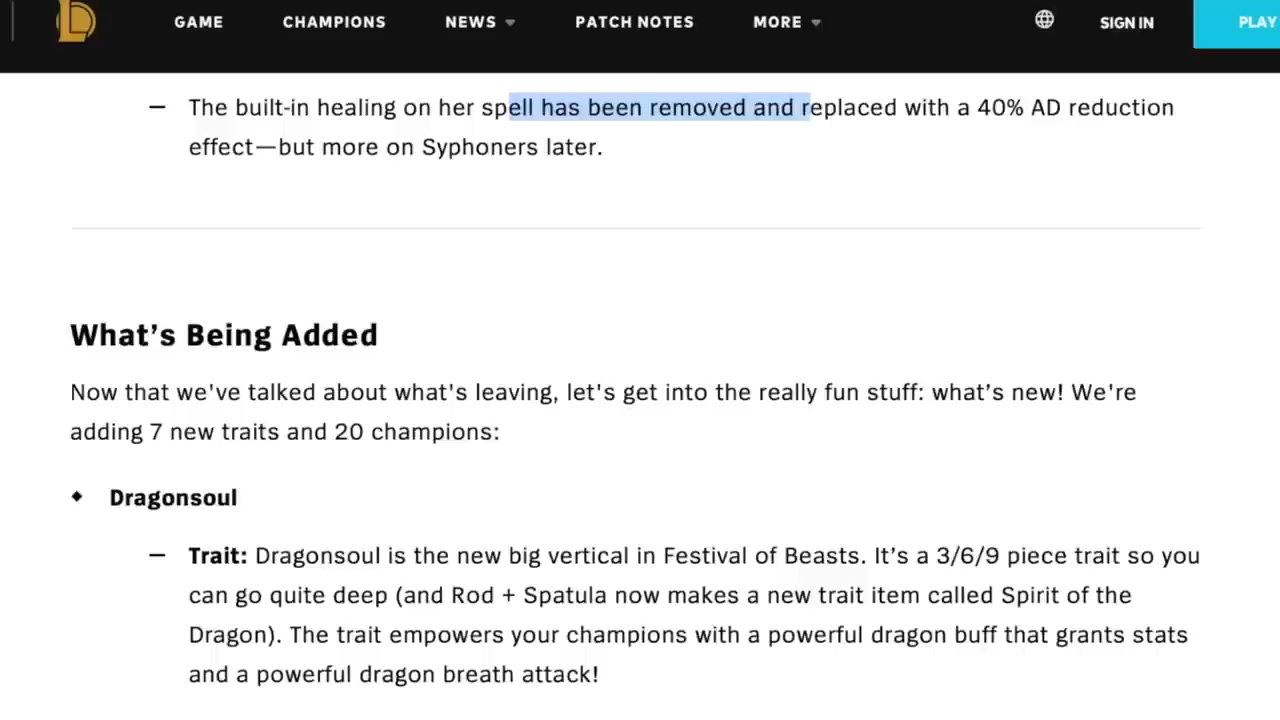 GAME CHAMPIONS NEWS PATCH NOTES MORE SIGN IN PLAY
— The built-in healing on her spell has been removed and replaced with a 40% AD reduction
effect—but more on Syphoners later.
What's Being Added
Now that we've talked about what's leaving, let's get into the really fun stuff: what's new! We're
adding 7 new traits and 20 champions:
◆ Dragonsoul
— Trait: Dragonsoul is the new big vertical in Festival of Beasts. It's a 3/6/9 piece trait so you
can go quite deep (and Rod + Spatula now makes a new trait item called Spirit of the
Dragon). The trait empowers your champions with a powerful dragon buff that grants stats
and a powerful dragon breath attack!